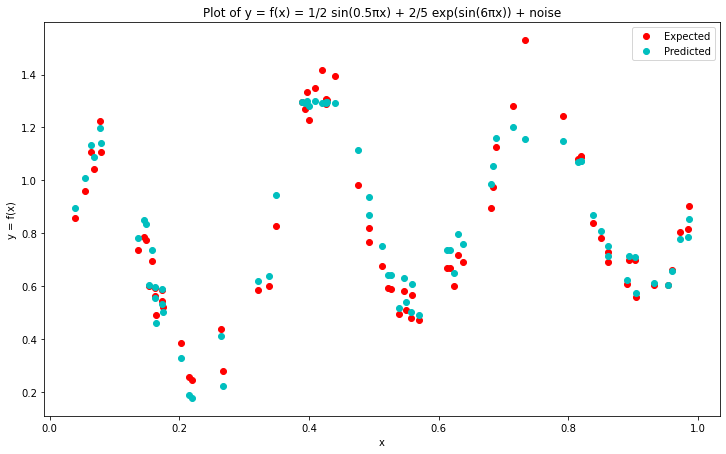 Plot of y = f(x) = 1/2 sin(0.5πx) + 2/5 exp(sin(6πx)) + noise
Expected
Predicted
1.4
1.2
1.0
0.8
0.6
0.4
0.2
y = f(x)
0.0 0.2 0.4 0.6 0.8 1.0
x